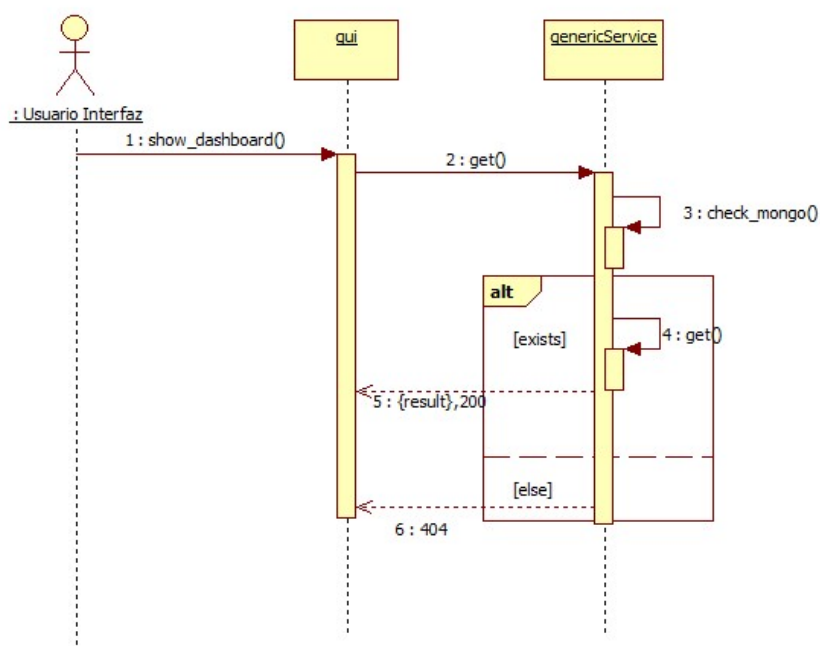 gui
genericService
: Usuario Interfaz
1 : show_dashboard()
2 : get()
3 : check_mongo()
alt
[exists]
4 : get()
5 : {result},200
[else]
6 : 404